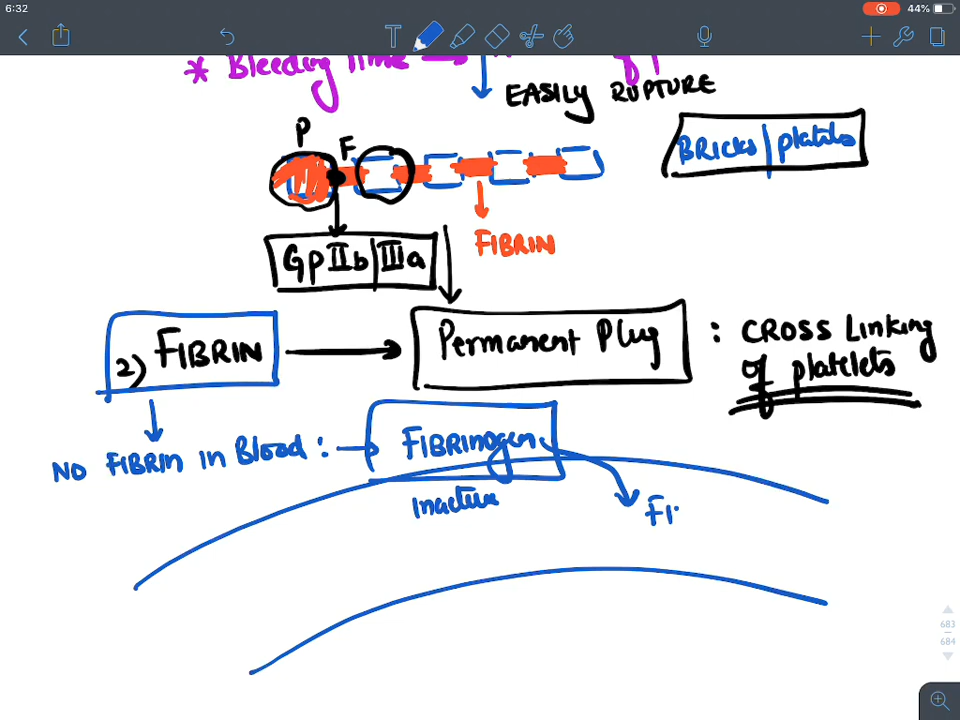 6:32
44%
T
* Bleeding Time →
EASILY RUPTURE
P
F
BRICKS | platelets
FIBRIN
GpIIb|IIIa
2) FIBRIN
Permanent Plug
: CROSS Linking
of platelets
NO FIBRIN in Blood :
FIBRINogen
Inactive
FI
683
684